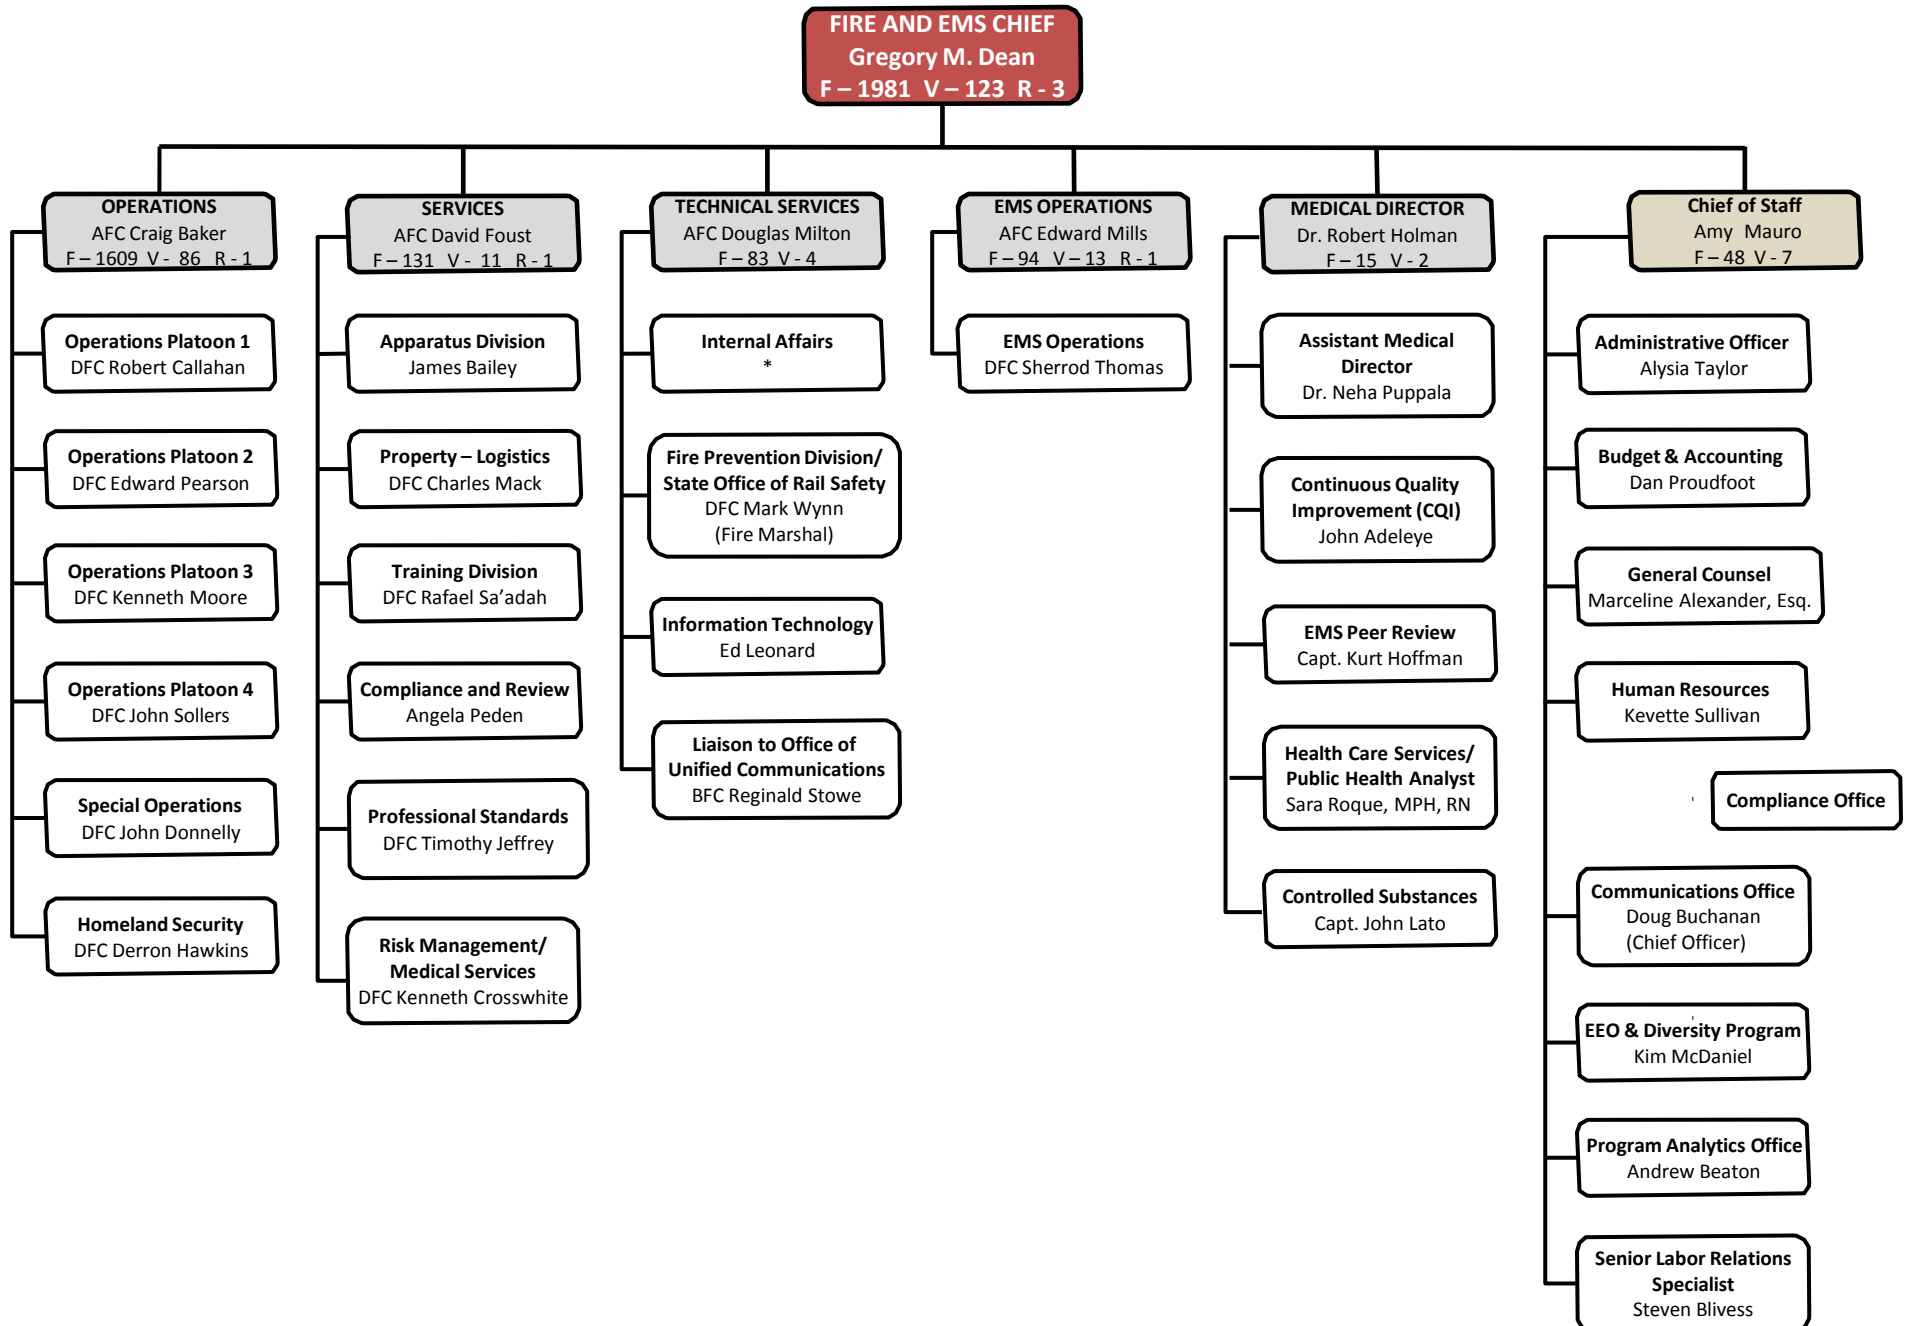 FIRE AND EMS CHIEF
Gregory M. Dean
F – 1981 V – 123 R - 3
OPERATIONS
AFC Craig Baker
F – 1609 V - 86 R - 1
Operations Platoon 1
DFC Robert Callahan
Operations Platoon 2
DFC Edward Pearson
Operations Platoon 3
DFC Kenneth Moore
Operations Platoon 4
DFC John Sollers
Special Operations
DFC John Donnelly
Homeland Security
DFC Derron Hawkins
SERVICES
AFC David Foust
F – 131 V - 11 R - 1
Apparatus Division
James Bailey
Property – Logistics
DFC Charles Mack
Training Division
DFC Rafael Sa’adah
Compliance and Review
Angela Peden
Professional Standards
DFC Timothy Jeffrey
Risk Management/
Medical Services
DFC Kenneth Crosswhite
TECHNICAL SERVICES
AFC Douglas Milton
F – 83 V - 4
Internal Affairs
*
Fire Prevention Division/
State Office of Rail Safety
DFC Mark Wynn
(Fire Marshal)
Information Technology
Ed Leonard
Liaison to Office of
Unified Communications
BFC Reginald Stowe
EMS OPERATIONS
AFC Edward Mills
F – 94 V – 13 R - 1
EMS Operations
DFC Sherrod Thomas
MEDICAL DIRECTOR
Dr. Robert Holman
F – 15 V - 2
Assistant Medical
Director
Dr. Neha Puppala
Continuous Quality
Improvement (CQI)
John Adeleye
EMS Peer Review
Capt. Kurt Hoffman
Health Care Services/
Public Health Analyst
Sara Roque, MPH, RN
Controlled Substances
Capt. John Lato
Chief of Staff
Amy Mauro
F – 48 V - 7
Administrative Officer
Alysia Taylor
Budget & Accounting
Dan Proudfoot
General Counsel
Marceline Alexander, Esq.
Human Resources
Kevette Sullivan
Compliance Office
Communications Office
Doug Buchanan
(Chief Officer)
EEO & Diversity Program
Kim McDaniel
Program Analytics Office
Andrew Beaton
Senior Labor Relations
Specialist
Steven Blivess